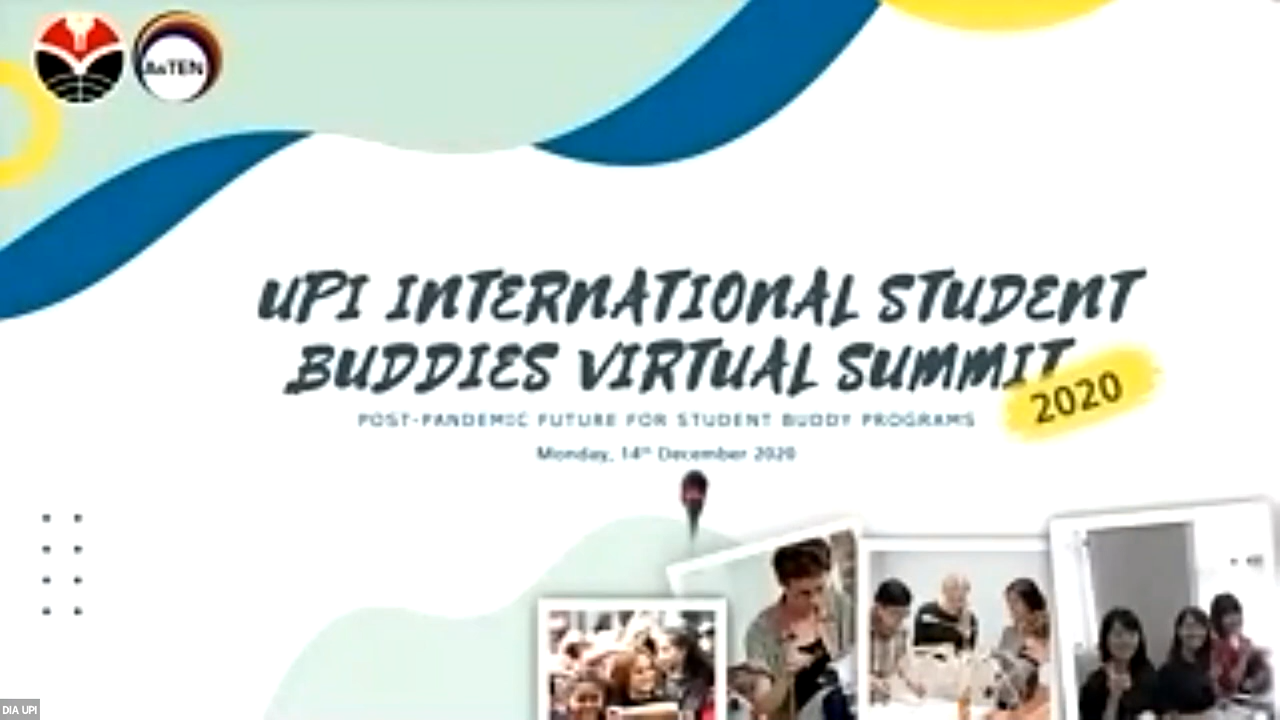 AsTEN
UPI INTERNATIONAL STUDENT
BUDDIES VIRTUAL SUMMIT
2020
POST-PANDEMIC FUTURE FOR STUDENT BUDDY PROGRAMS
Monday, 14th December 2020
DIA UPI